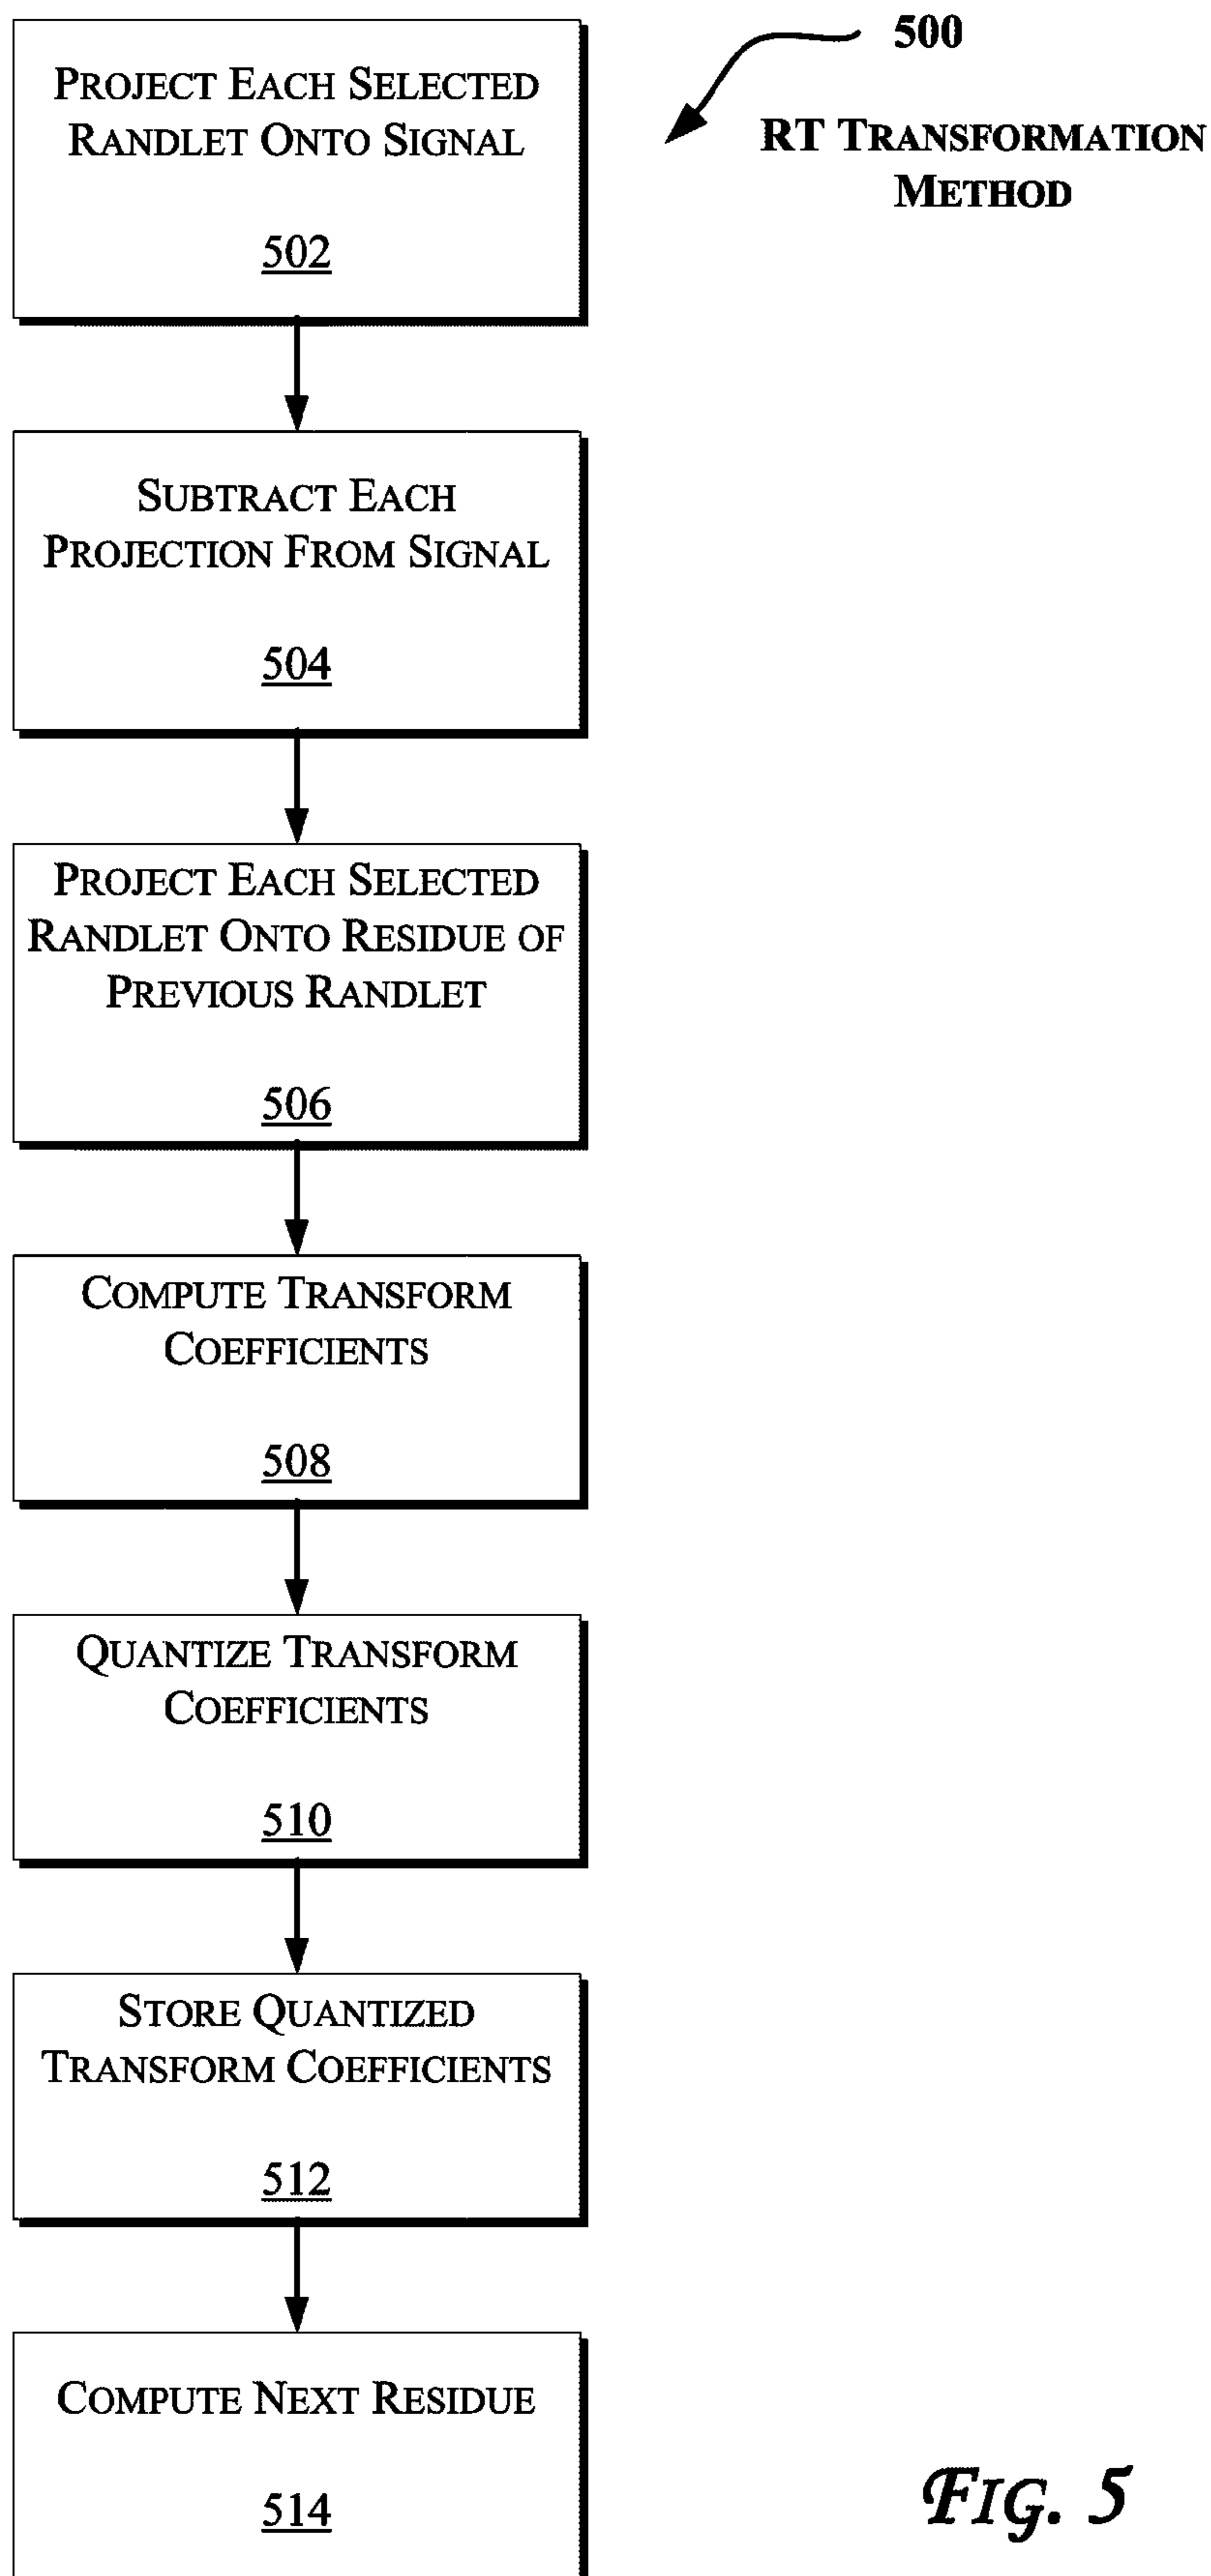 PROJECT EACH SELECTED
RANDLET ONTO SIGNAL
502
500
RT TRANSFORMATION
METHOD
SUBTRACT EACH
PROJECTION FROM SIGNAL
504
PROJECT EACH SELECTED
RANDLET ONTO RESIDUE OF
PREVIOUS RANDLET
506
COMPUTE TRANSFORM
COEFFICIENTS
508
QUANTIZE TRANSFORM
COEFFICIENTS
510
STORE QUANTIZED
TRANSFORM COEFFICIENTS
512
COMPUTE NEXT RESIDUE
514
FIG. 5